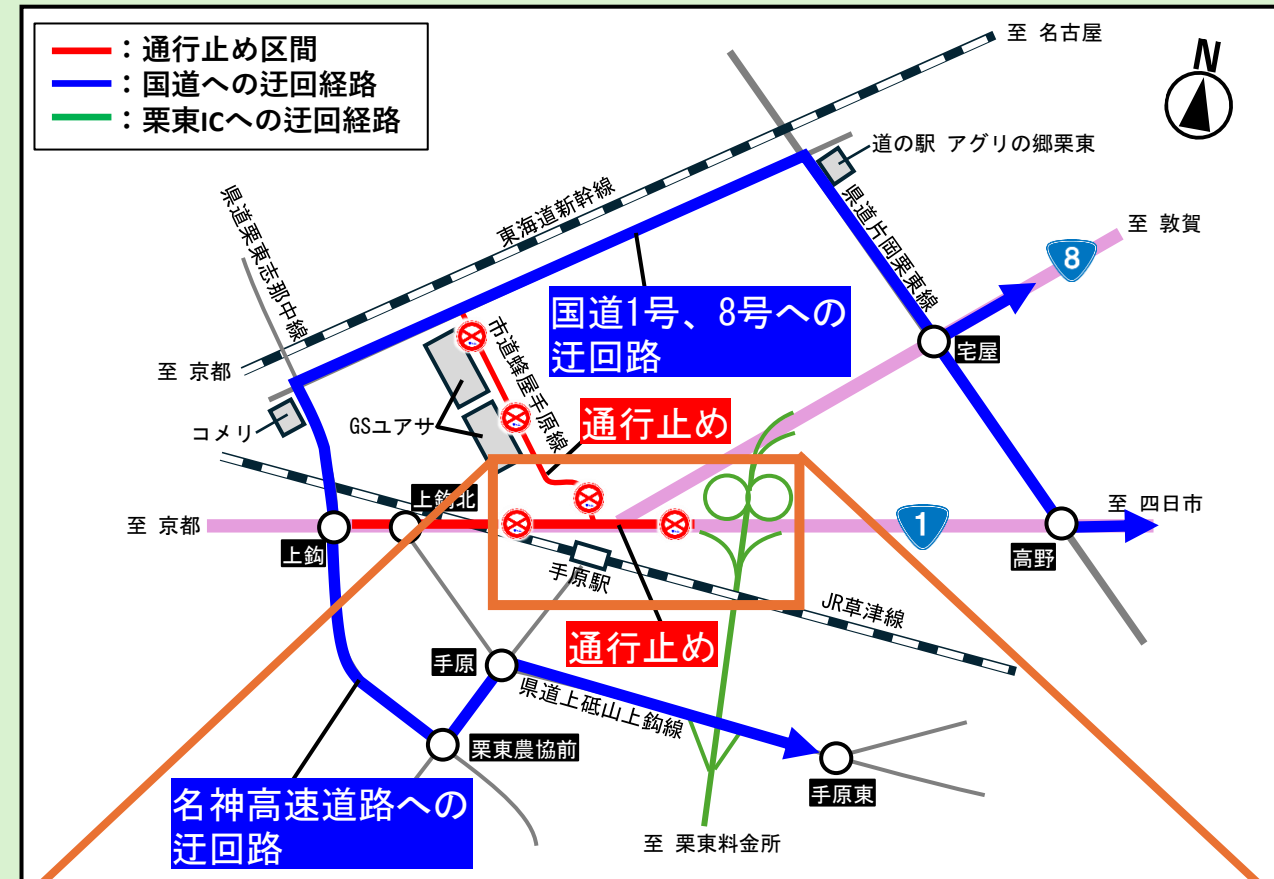 ：通行止め区間
：国道への迂回経路
：栗東ICへの迂回経路
至 名古屋
N
道の駅 アグリの郷栗東
県道栗東志那中線
東海道新幹線
県道片岡栗東線
至 敦賀
8
国道1号、8号への
迂回路
宅屋
至 京都
市道蜂屋手原線
コメリ
GSユアサ
通行止め
上鈎北
至 京都
至 四日市
1
上鈎
高野
手原駅
JR草津線
通行止め
手原
県道上砥山上鈎線
栗東農協前
手原東
名神高速道路への
迂回路
至 栗東料金所